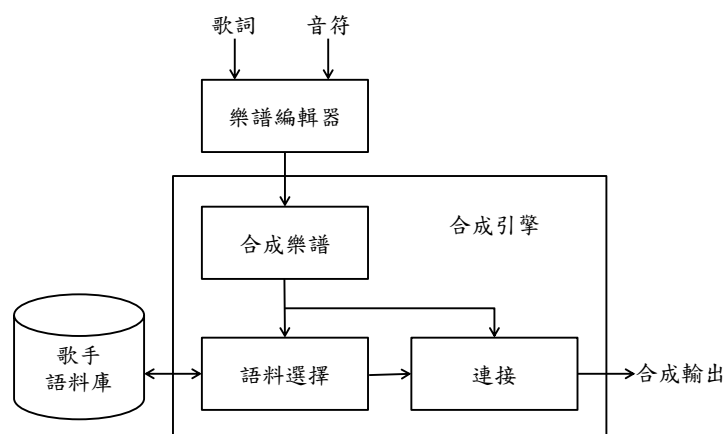 歌詞
音符
樂譜編輯器
合成樂譜
合成引擎
歌手
語料庫
語料選擇
連接
合成輸出